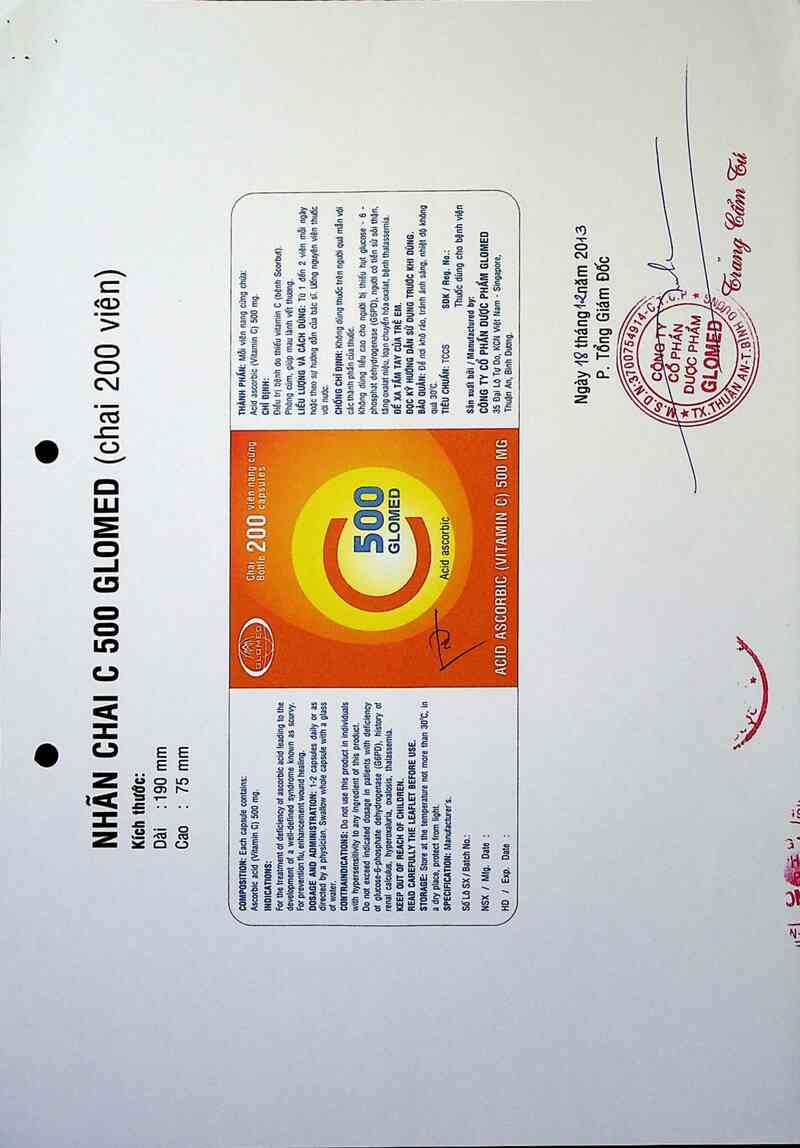 NHÃN CHAI C 500 GLOMED (chai 200 viên)
Kích thước:
Dài : 190 mm
Cao : 75 mm
COMPOSITION: Each capsule contains:
Ascorbic acid (Vitamin C) 500 mg.
INDICATIONS:
For the treatment of deficiency of ascorbic acid leading to the
development of a well-defined syndrome known as scurvy.
For prevention flu, enhancement wound healing.
DOSAGE AND ADMINISTRATION: 1-2 capsules daily or as
directed by a physician. Swallow whole capsule with a glass
of water.
CONTRAINDICATIONS: Do not use this product in individuals
with hypersensitivity to any ingredient of this product.
Do not exceed indicated dosage in patients with deficiency
of glucose-6-phosphate dehydrogenase (G6PD), history of
renal calculus, hyperoxaluria, oxalosis, thalassemia.
KEEP OUT OF REACH OF CHILDREN.
READ CAREFULLY THE LEAFLET BEFORE USE.
STORAGE: Store at the temperature not more than 30°C, in
a dry place, protect from light.
SPECIFICATION: Manufacturer's.
Số Lô SX / Batch No.:
NSX / Mfg. Date :
HD / Exp. Date :
GLOMED
Chai
Bottle 200 viên nang cứng
capsules
C
500
GLOMED
Acid ascorbic
ACID ASCORBIC (VITAMIN C) 500 MG
THÀNH PHẦN: Mỗi viên nang cứng chứa:
Acid ascorbic (Vitamin C) 500 mg.
CHỈ ĐỊNH:
Điều trị bệnh do thiếu vitamin C (bệnh Scorbut).
Phòng cúm, giúp mau lành vết thương.
LIỀU LƯỢNG VÀ CÁCH DÙNG: Từ 1 đến 2 viên mỗi ngày
hoặc theo sự hướng dẫn của bác sĩ. Uống nguyên viên thuốc
với nước.
CHỐNG CHỈ ĐỊNH: Không dùng thuốc trên người quá mẫn với
các thành phần của thuốc.
Không dùng liều cao cho người bị thiếu hụt glucose - 6 -
phosphat dehydrogenase (G6PD), người có tiền sử sỏi thận,
tăng oxalat niệu, loạn chuyển hóa oxalat, bệnh thalassemia.
ĐỂ XA TẦM TAY CỦA TRẺ EM.
ĐỌC KỸ HƯỚNG DẪN SỬ DỤNG TRƯỚC KHI DÙNG.
BẢO QUẢN: Để nơi khô ráo, tránh ánh sáng, nhiệt độ không
quá 30°C.
TIÊU CHUẨN: TCCS SĐK / Reg. No.:
Thuốc dùng cho bệnh viện
Sản xuất bởi / Manufactured by:
CÔNG TY CỔ PHẦN DƯỢC PHẨM GLOMED
35 Đại Lộ Tự Do, KCN Việt Nam - Singapore,
Thuận An, Bình Dương.
Ngày 18 tháng 12 năm 2013
P. Tổng Giám Đốc
M.S.D.N:3700754914-C.T.C.P
CÔNG TY
CỔ PHẦN
DƯỢC PHẨM
GLOMED
TX.THUẬN AN-T.BÌNH DƯƠNG
Trang Cẩm Tú